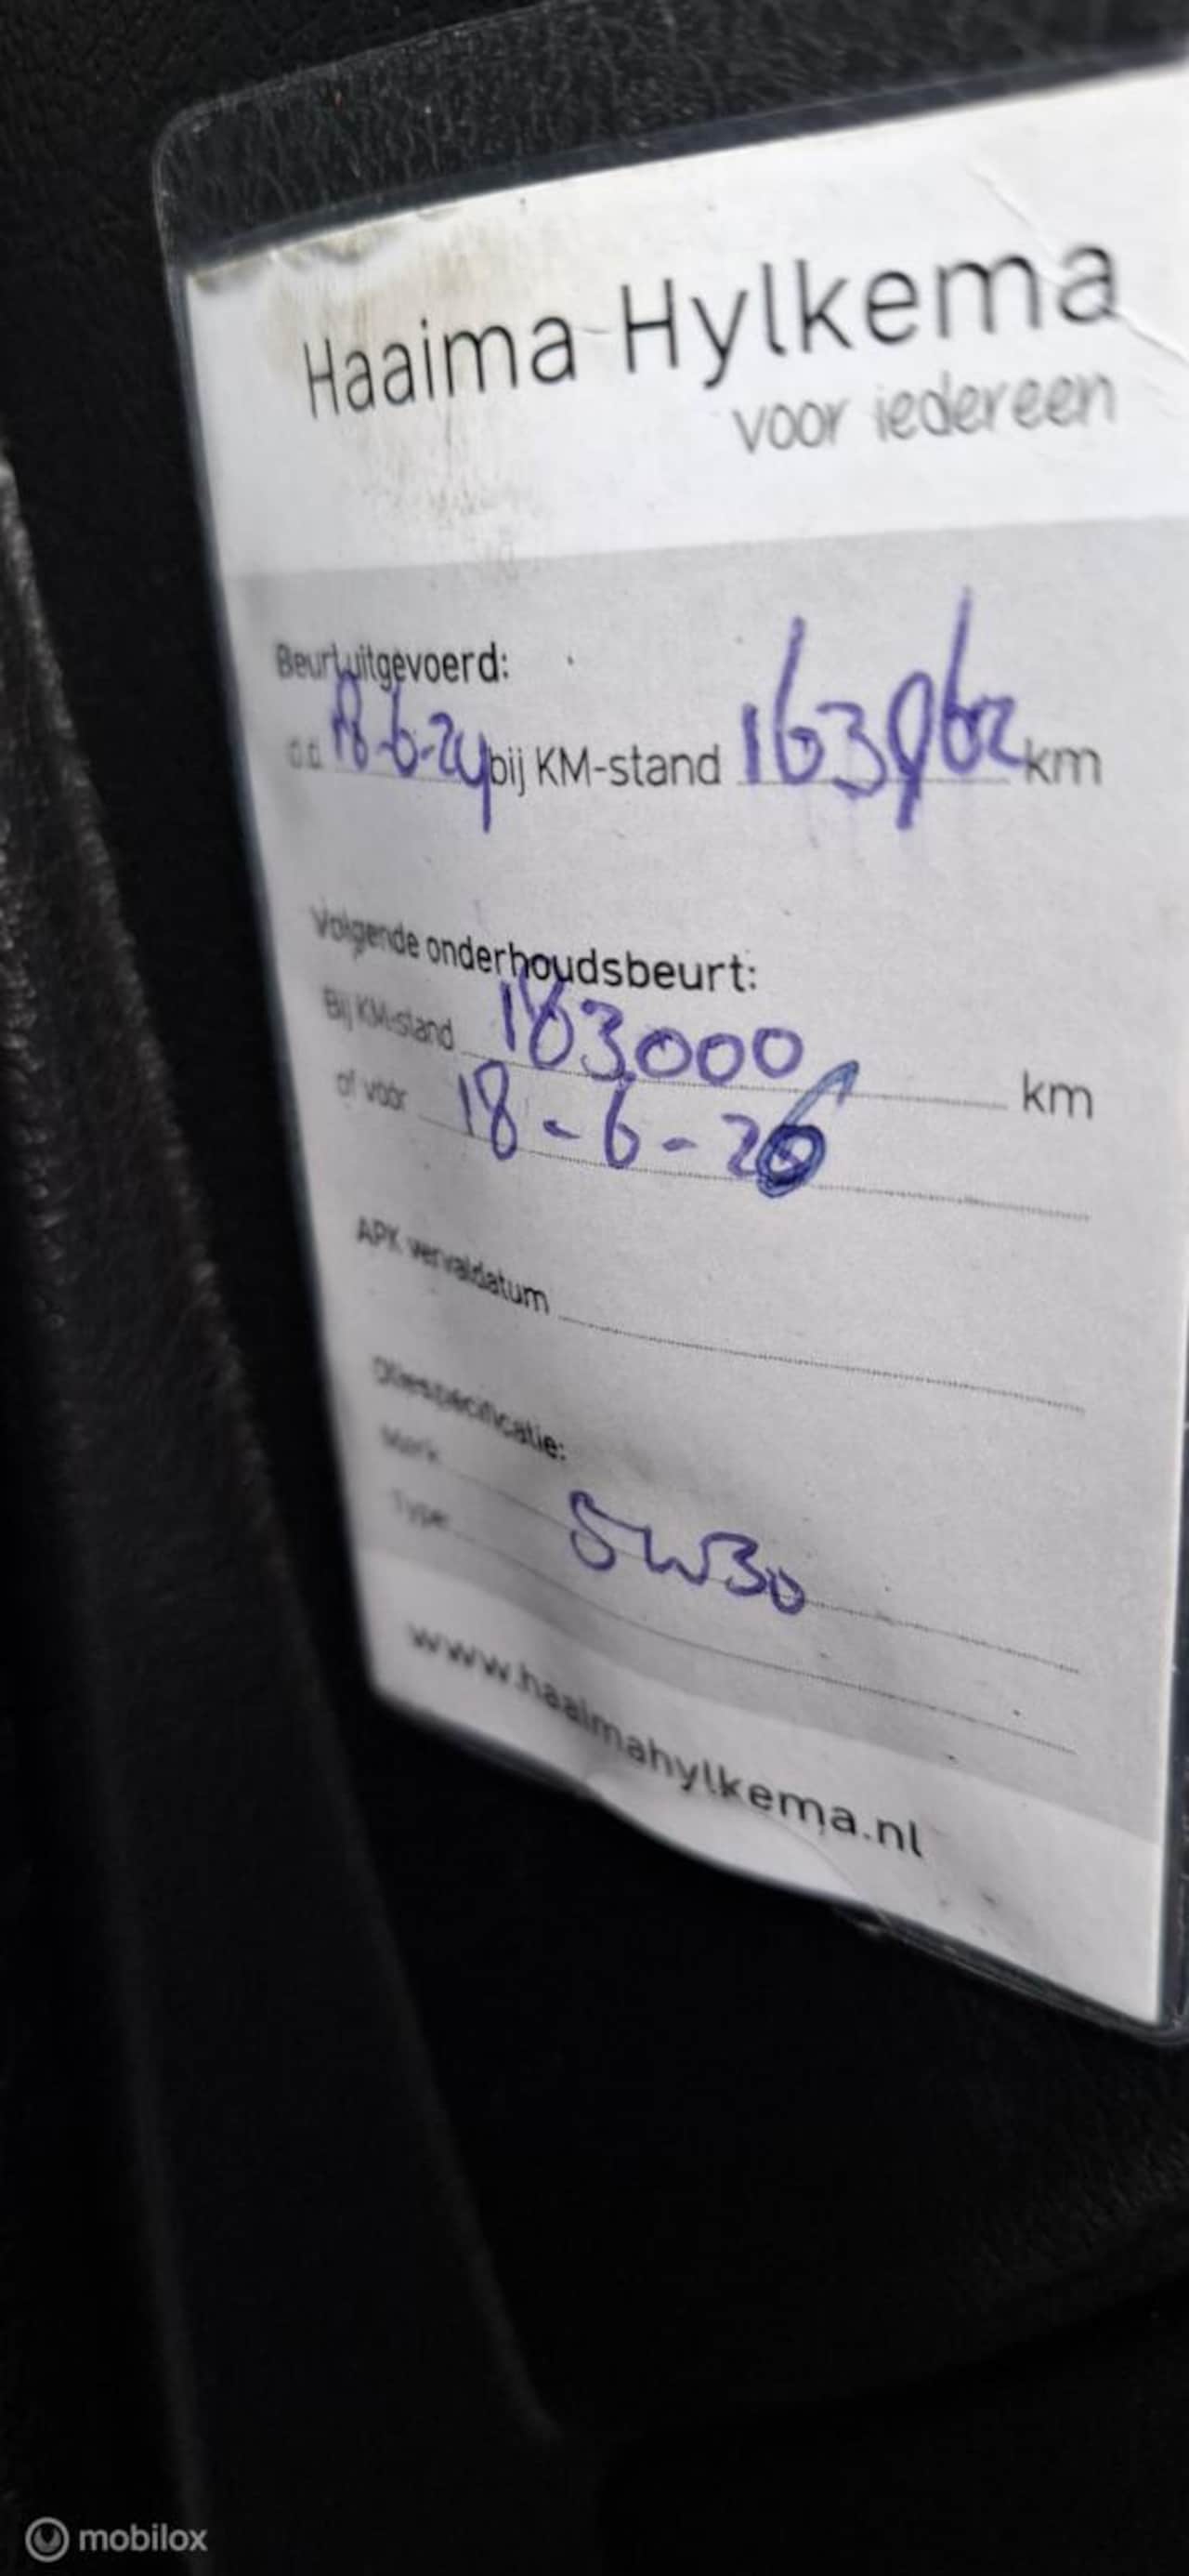 Haaima Hylkema
voor iedereen
Beurt uitgevoerd:
d.d. 18-6-24 bij KM-stand 163962 km
Volgende onderhoudsbeurt:
Bij KM-stand 183000 km
of vóór 18-6-26
APK vervaldatum
Oliespecificatie:
Merk 5W30
Type
www.haaimahylkema.nl
mobilox